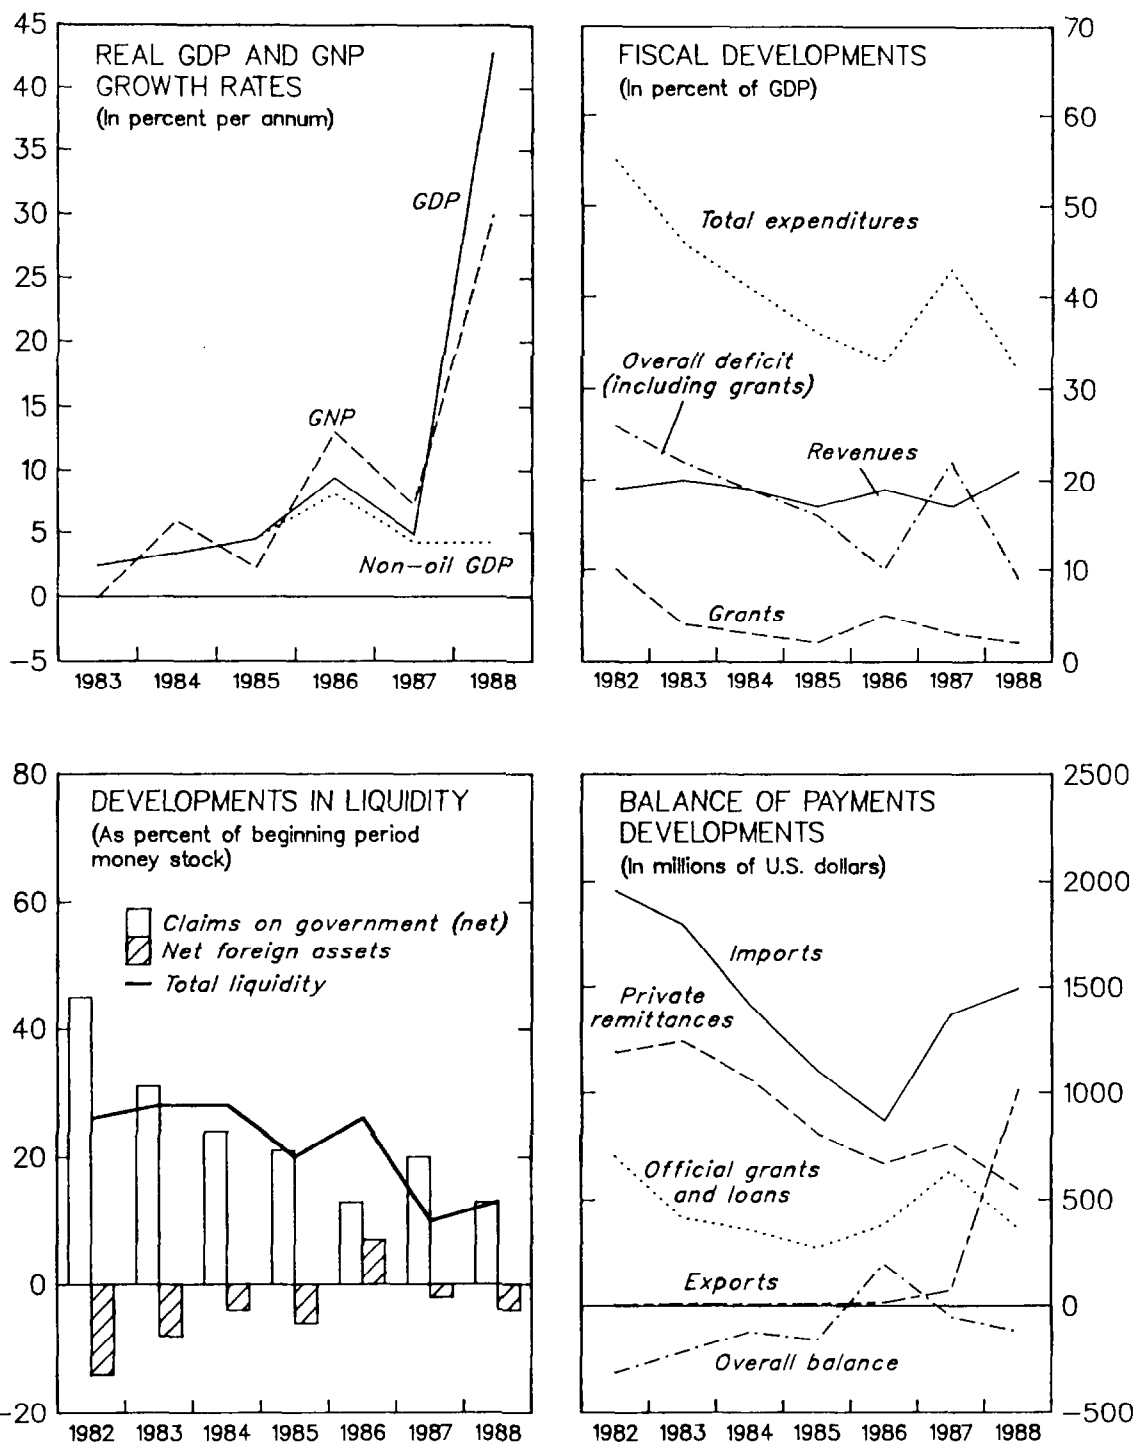 REAL GDP AND GNP
GROWTH RATES
(In percent per annum)
45
40
35
30
25
20
15
10
5
0
−5
GDP
GNP
Non−oil GDP
1983 1984 1985 1986 1987 1988
FISCAL DEVELOPMENTS
(In percent of GDP)
70
60
50
40
30
20
10
0
Total expenditures
Overall deficit
(including grants)
Revenues
Grants
1982 1983 1984 1985 1986 1987 1988
DEVELOPMENTS IN LIQUIDITY
(As percent of beginning period
money stock)
80
60
40
20
0
−20
Claims on government (net)
Net foreign assets
Total liquidity
1982 1983 1984 1985 1986 1987 1988
BALANCE OF PAYMENTS
DEVELOPMENTS
(In millions of U.S. dollars)
2500
2000
1500
1000
500
0
−500
Imports
Private
remittances
Official grants
and loans
Exports
Overall balance
1982 1983 1984 1985 1986 1987 1988